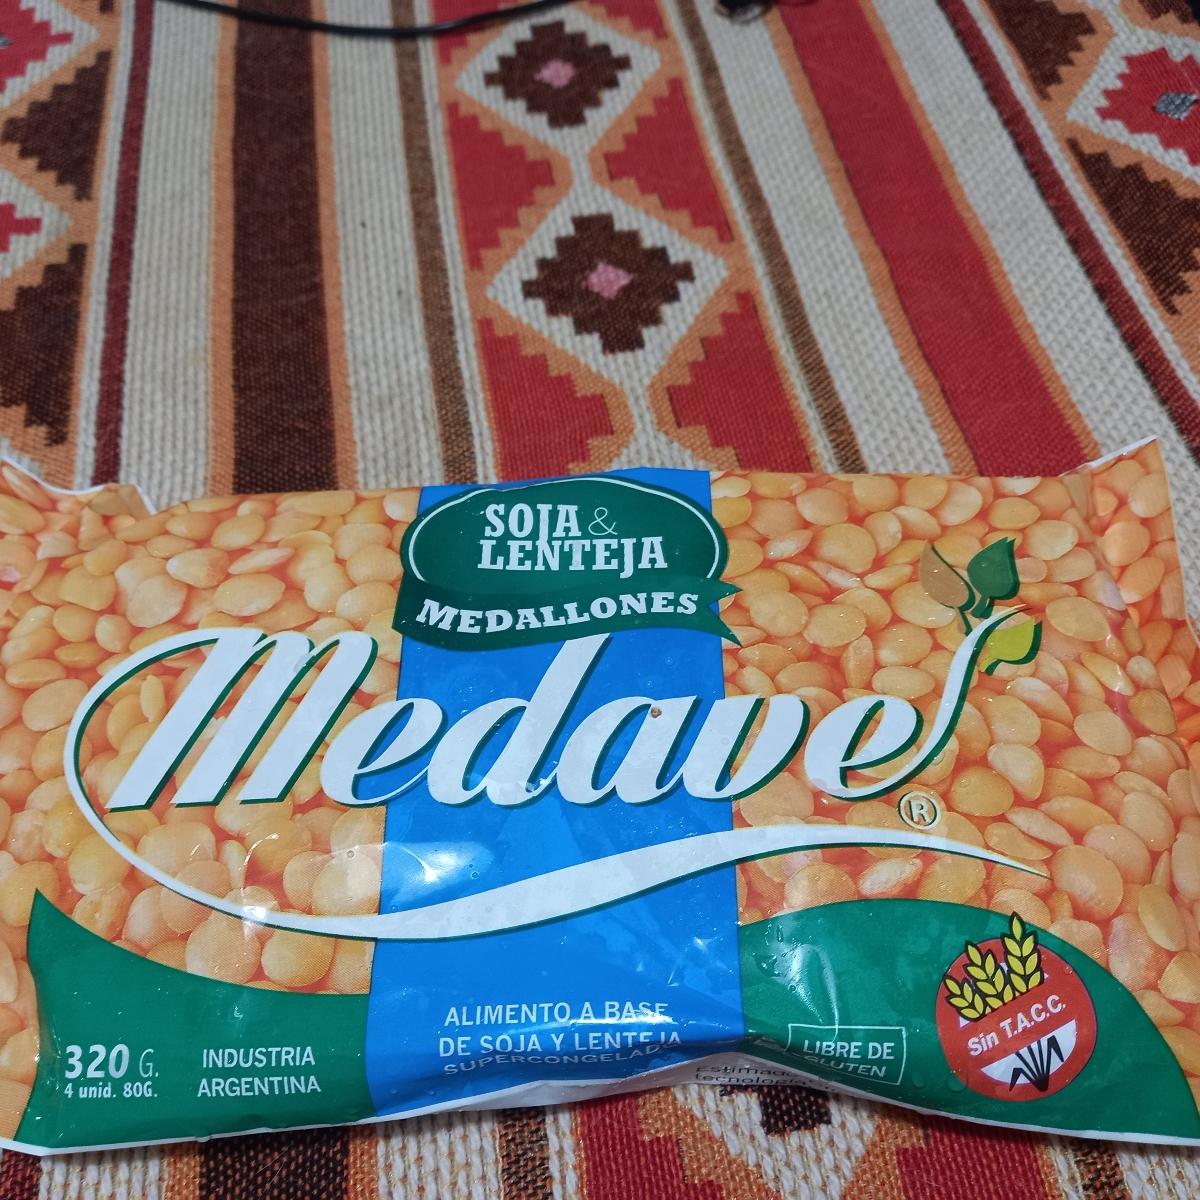 SOJA &
LENTEJA
MEDALLONES
Medave
®
ALIMENTO A BASE
DE SOJA Y LENTEJA
SUPERCONGELADA
320 G.
4 unid. 80G.
INDUSTRIA
ARGENTINA
LIBRE DE
GLUTEN
Sin T.A.C.C.